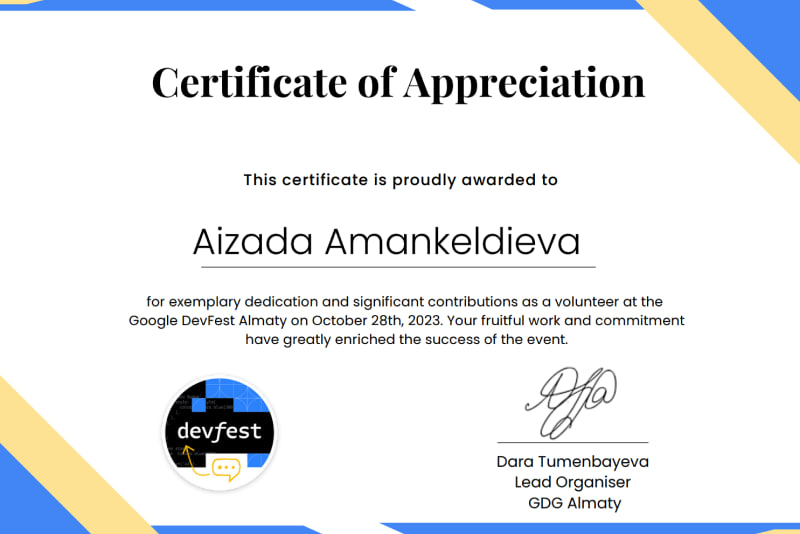 Certificate of Appreciation
This certificate is proudly awarded to
Aizada Amankeldieva
for exemplary dedication and significant contributions as a volunteer at the
Google DevFest Almaty on October 28th, 2023. Your fruitful work and commitment
have greatly enriched the success of the event.
devfest
Dara Tumenbayeva
Lead Organiser
GDG Almaty